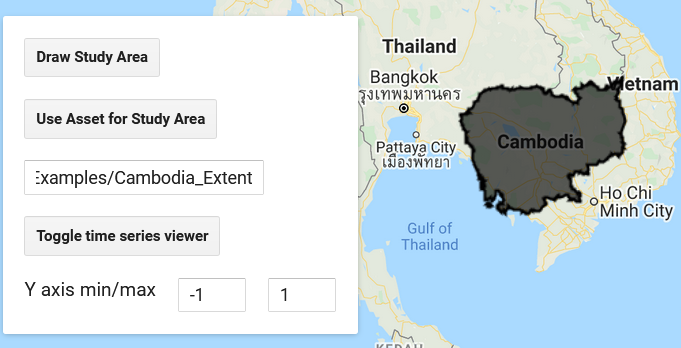 Draw Study Area
Use Asset for Study Area
Examples/Cambodia_Extent
Toggle time series viewer
Y axis min/max -1 1
Thailand
Bangkok
รุงเทพมหานคร
Vietnam
Pattaya City
เมืองพัทยา
Cambodia
Ho Chi
Minh City
Gulf of
Thailand
KEDAH